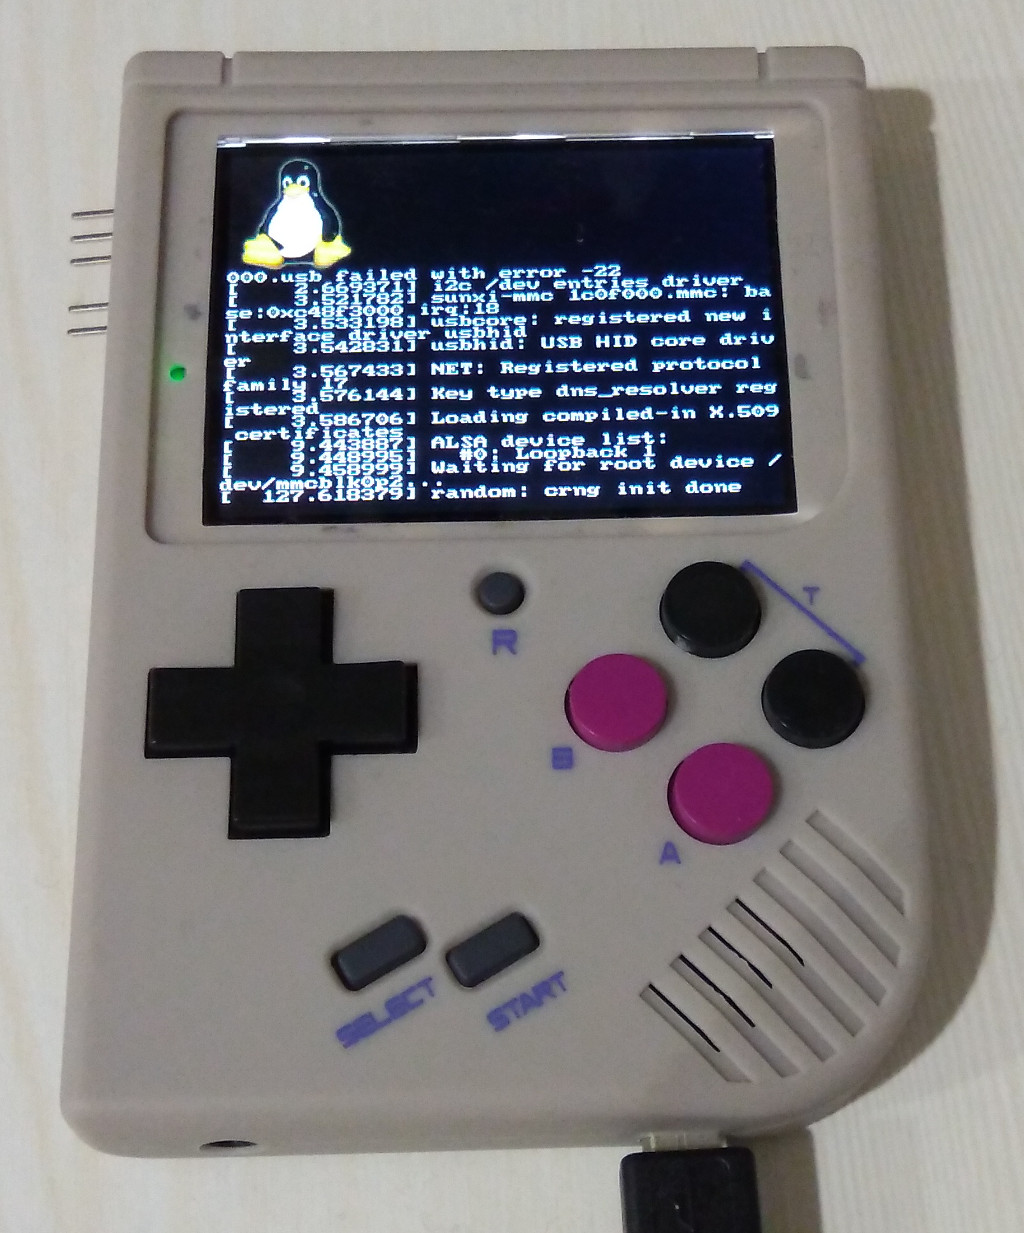 000.usb failed with error -22
[    2.669371] i2c /dev entries driver
[    3.521782] sunxi-mmc 1c0f000.mmc: ba
se:0xc48f3000 irq:18
[    3.533198] usbcore: registered new i
nterface driver usbhid
[    3.542831] usbhid: USB HID core driv
er
[    3.567433] NET: Registered protocol
family 17
[    3.576144] Key type dns_resolver reg
istered
[    3.586706] Loading compiled-in X.509
 certificates
[    9.443887] ALSA device list:
[    9.448995]   #0: Loopback 1
[    9.458999] Waiting for root device /
dev/mmcblk0p2...
[  127.618379] random: crng init done
R
T
B
A
SELECT
START